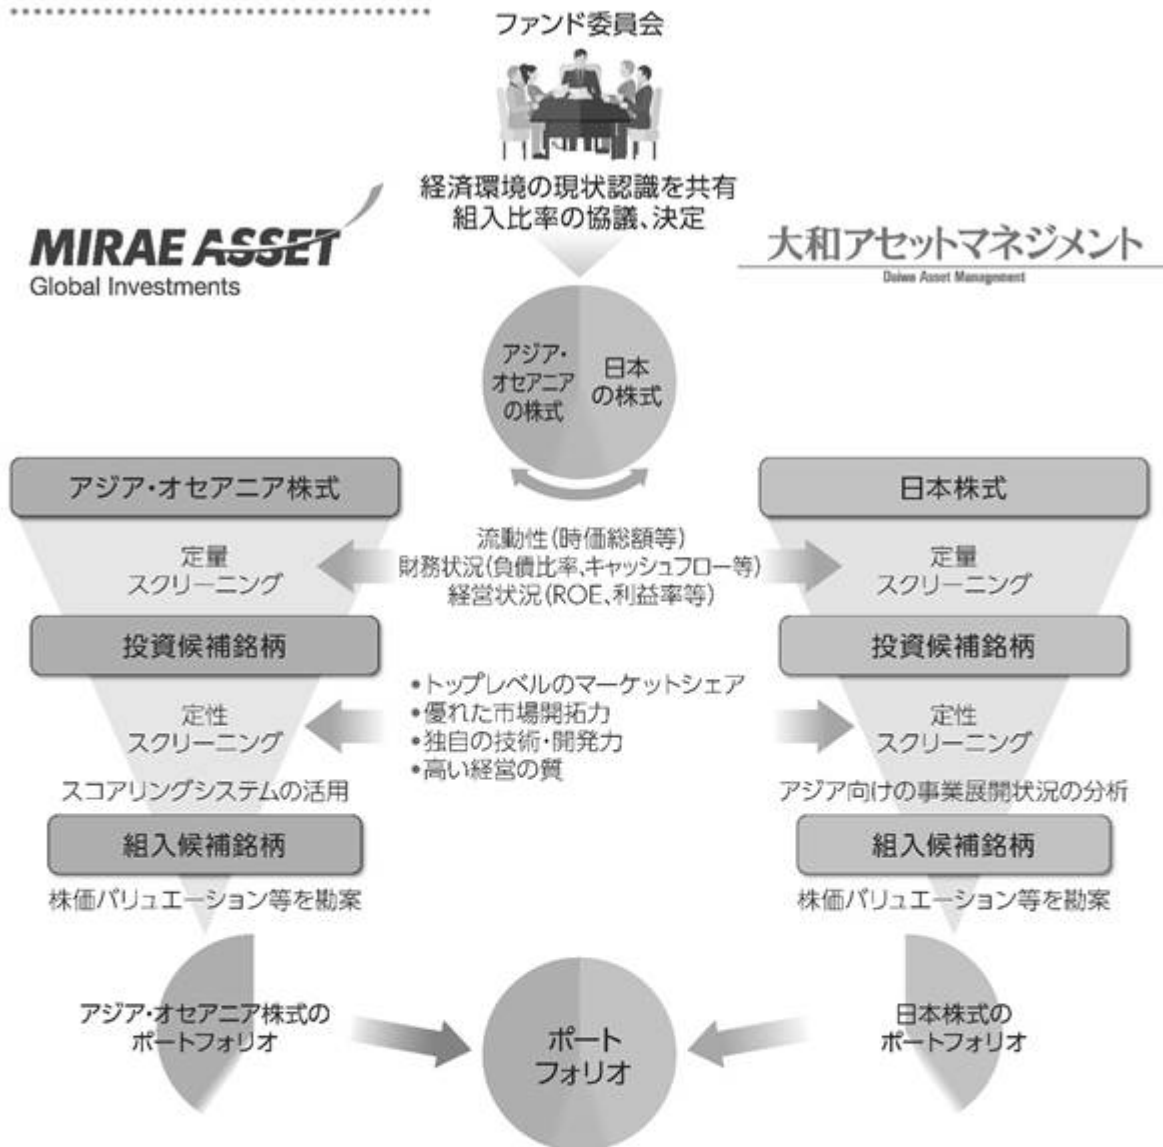 ファンド委員会
経済環境の現状認識を共有
組入比率の協議、決定
MIRAE ASSET
Global Investments
大和アセットマネジメント
Daiwa Asset Management
アジア・
オセアニア
の株式
日本
の株式
アジア・オセアニア株式
日本株式
定量
スクリーニング
流動性(時価総額等)
財務状況(負債比率、キャッシュフロー等)
経営状況(ROE、利益率等)
定量
スクリーニング
投資候補銘柄
投資候補銘柄
定性
スクリーニング
•トップレベルのマーケットシェア
•優れた市場開拓力
•独自の技術・開発力
•高い経営の質
定性
スクリーニング
スコアリングシステムの活用
アジア向けの事業展開状況の分析
組入候補銘柄
組入候補銘柄
株価バリュエーション等を勘案
株価バリュエーション等を勘案
アジア・オセアニア株式の
ポートフォリオ
ポート
フォリオ
日本株式の
ポートフォリオ